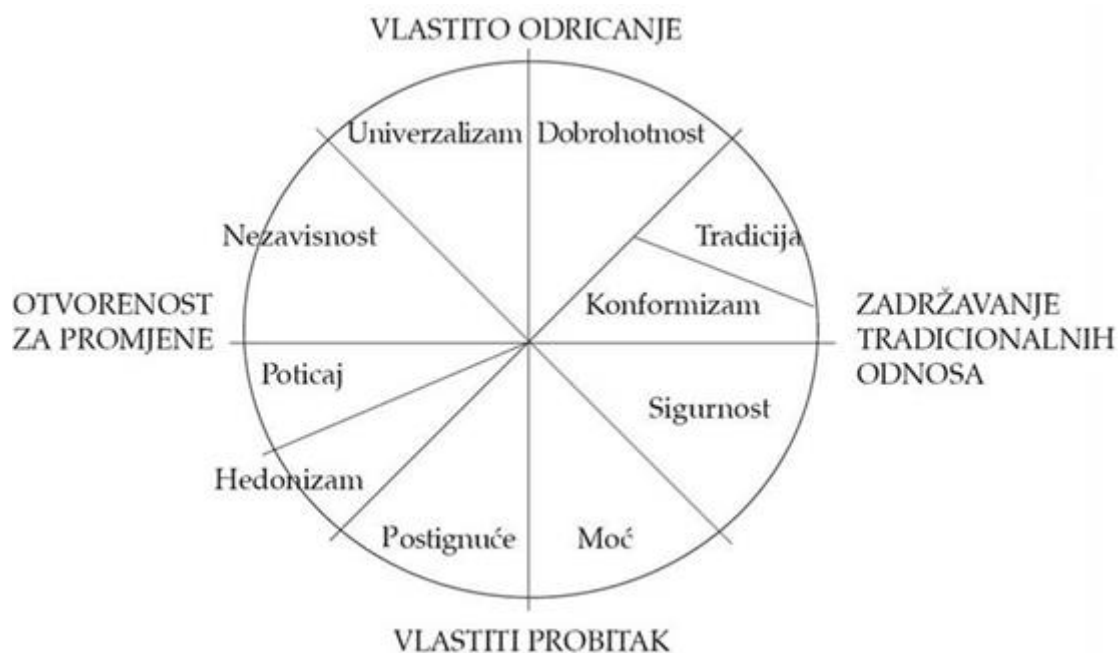 VLASTITO ODRICANJE
Univerzalizam
Dobrohotnost
Nezavisnost
Tradicija
Konformizam
OTVORENOST
ZA PROMJENE
ZADRŽAVANJE
TRADICIONALNIH
ODNOSA
Poticaj
Sigurnost
Hedonizam
Postignuće
Moć
VLASTITI PROBITAK